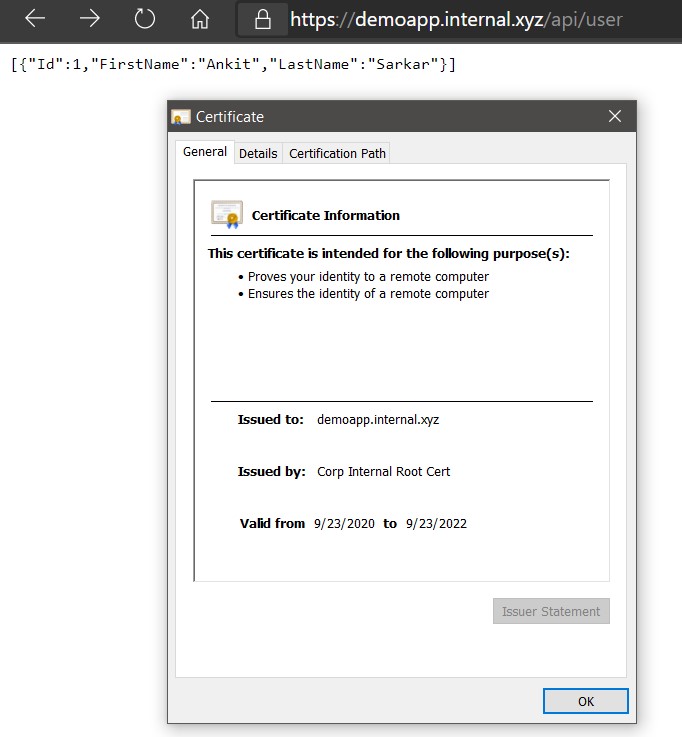 https://demoapp.internal.xyz/api/user
[{"Id":1,"FirstName":"Ankit","LastName":"Sarkar"}]
Certificate
General Details Certification Path
Certificate Information
This certificate is intended for the following purpose(s):
• Proves your identity to a remote computer
• Ensures the identity of a remote computer
Issued to: demoapp.internal.xyz
Issued by: Corp Internal Root Cert
Valid from 9/23/2020 to 9/23/2022
Issuer Statement
OK